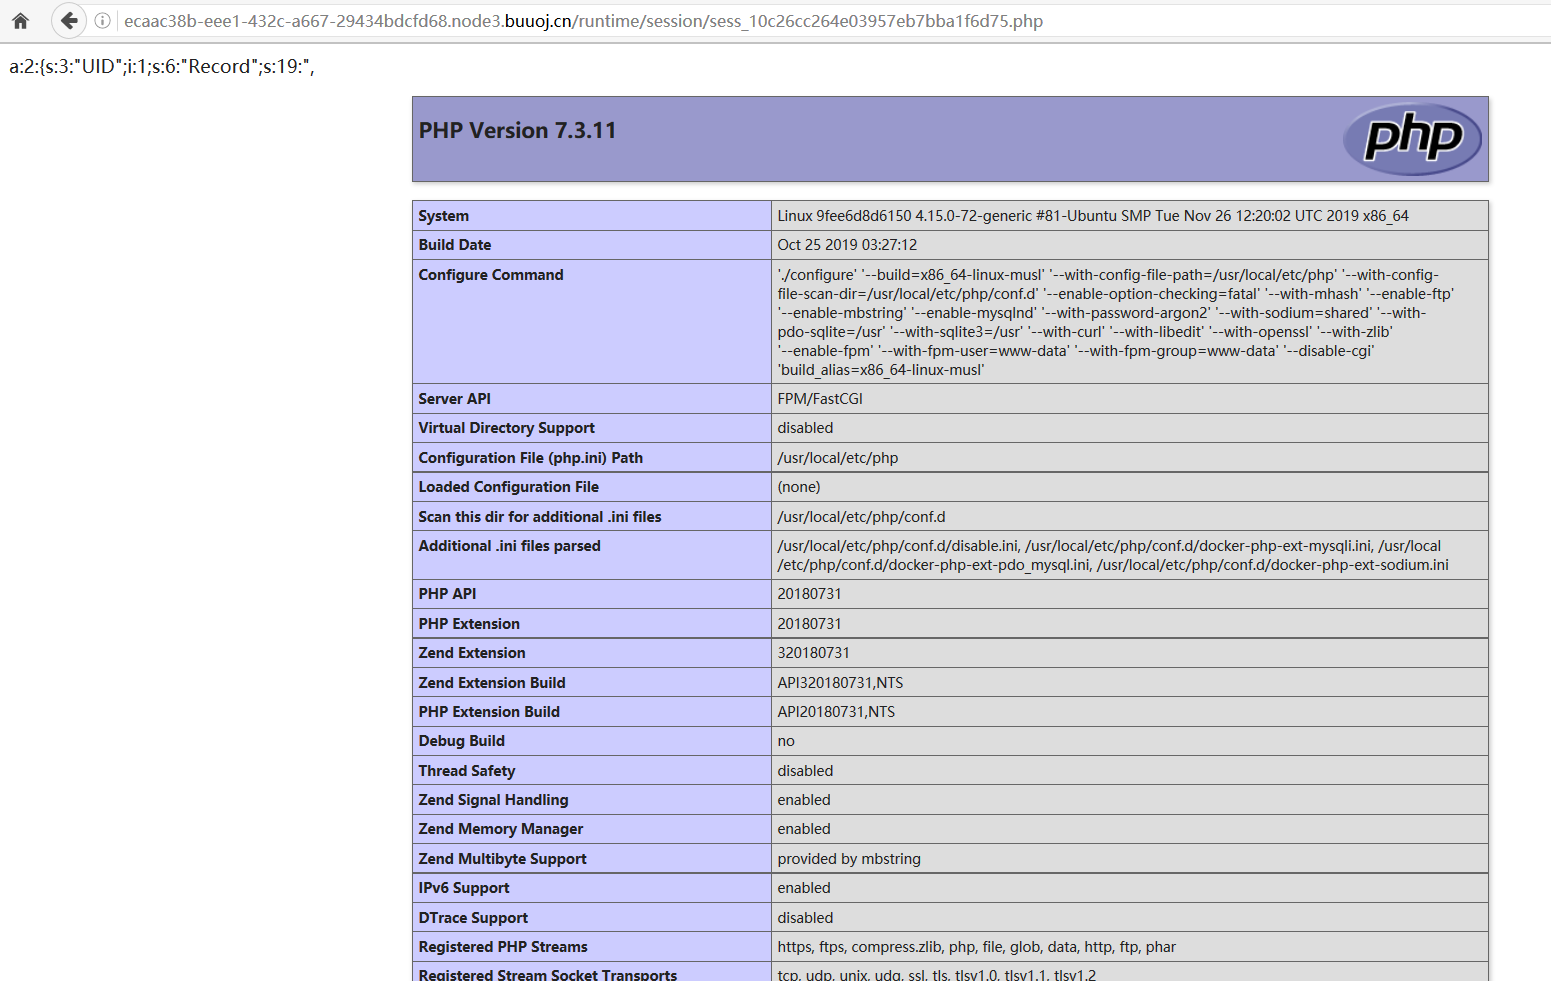 ecaac38b-eee1-432c-a667-29434bdcfd68.node3.buuoj.cn/runtime/session/sess_10c26cc264e03957eb7bba1f6d75.php
a:2:{s:3:"UID";i:1;s:6:"Record";s:19:",
PHP Version 7.3.11
php
System
Linux 9fee6d8d6150 4.15.0-72-generic #81-Ubuntu SMP Tue Nov 26 12:20:02 UTC 2019 x86_64
Build Date
Oct 25 2019 03:27:12
Configure Command
'./configure' '--build=x86_64-linux-musl' '--with-config-file-path=/usr/local/etc/php' '--with-config-
file-scan-dir=/usr/local/etc/php/conf.d' '--enable-option-checking=fatal' '--with-mhash' '--enable-ftp'
'--enable-mbstring' '--enable-mysqlnd' '--with-password-argon2' '--with-sodium=shared' '--with-
pdo-sqlite=/usr' '--with-sqlite3=/usr' '--with-curl' '--with-libedit' '--with-openssl' '--with-zlib'
'--enable-fpm' '--with-fpm-user=www-data' '--with-fpm-group=www-data' '--disable-cgi'
'build_alias=x86_64-linux-musl'
Server API
FPM/FastCGI
Virtual Directory Support
disabled
Configuration File (php.ini) Path
/usr/local/etc/php
Loaded Configuration File
(none)
Scan this dir for additional .ini files
/usr/local/etc/php/conf.d
Additional .ini files parsed
/usr/local/etc/php/conf.d/disable.ini, /usr/local/etc/php/conf.d/docker-php-ext-mysqli.ini, /usr/local
/etc/php/conf.d/docker-php-ext-pdo_mysql.ini, /usr/local/etc/php/conf.d/docker-php-ext-sodium.ini
PHP API
20180731
PHP Extension
20180731
Zend Extension
320180731
Zend Extension Build
API320180731,NTS
PHP Extension Build
API20180731,NTS
Debug Build
no
Thread Safety
disabled
Zend Signal Handling
enabled
Zend Memory Manager
enabled
Zend Multibyte Support
provided by mbstring
IPv6 Support
enabled
DTrace Support
disabled
Registered PHP Streams
https, ftps, compress.zlib, php, file, glob, data, http, ftp, phar
Registered Stream Socket Transports
tcp, udp, unix, udg, ssl, tls, tlsv1.0, tlsv1.1, tlsv1.2